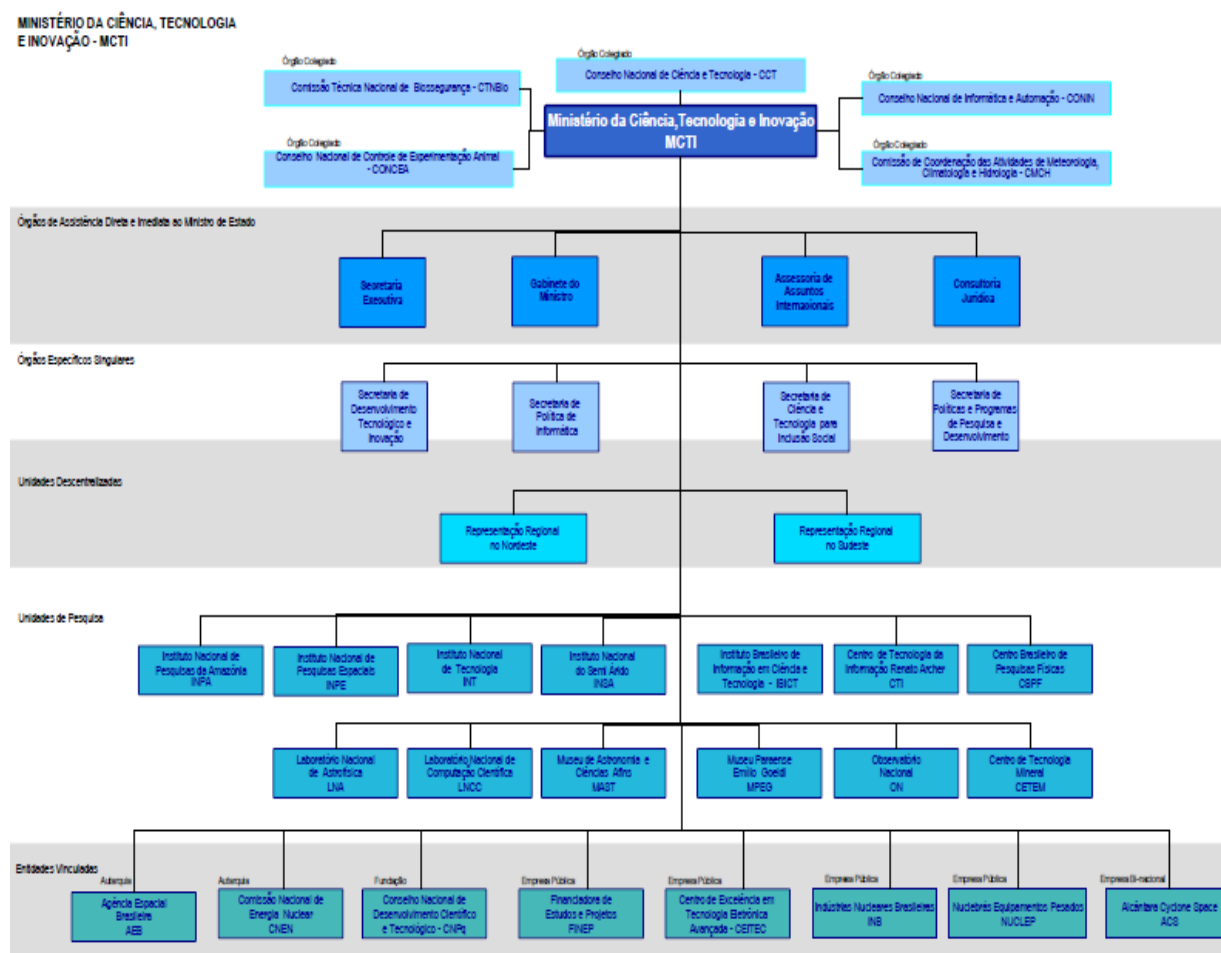 MINISTÉRIO DA CIÊNCIA, TECNOLOGIA
E INOVAÇÃO - MCTI
Órgão Colegiado
Conselho Nacional de Ciência e Tecnologia - CCT
Órgão Colegiado
Comissão Técnica Nacional de Biossegurança - CTNBio
Órgão Colegiado
Conselho Nacional de Informática e Automação - CONIN
Ministério da Ciência,Tecnologia e Inovação
MCTI
Órgão Colegiado
Conselho Nacional de Controle de Experimentação Animal
- CONCEA
Órgão Colegiado
Comissão de Coordenação das Atividades de Meteorologia,
Climatologia e Hidrologia - CMCH
Órgãos de Assistência Direta e Imediata ao Ministro de Estado
Secretaria
Executiva
Gabinete do
Ministro
Assessoria de
Assuntos
Internacionais
Consultoria
Jurídica
Órgãos Específicos Singulares
Secretaria de
Desenvolvimento
Tecnológico e
Inovação
Secretaria de
Política de
Informática
Secretaria de
Ciência e
Tecnologia para
Inclusão Social
Secretaria de
Políticas e Programas
de Pesquisa e
Desenvolvimento
Unidades Descentralizadas
Representação Regional
no Nordeste
Representação Regional
no Sudeste
Unidades de Pesquisa
Instituto Nacional de
Pesquisas da Amazônia
INPA
Instituto Nacional de
Pesquisas Espaciais
INPE
Instituto Nacional
de Tecnologia
INT
Instituto Nacional
do Semi Árido
INSA
Instituto Brasileiro de
Informação em Ciência e
Tecnologia - IBICT
Centro de Tecnologia da
Informação Renato Archer
CTI
Centro Brasileiro de
Pesquisas Físicas
CBPF
Laboratório Nacional
de Astrofísica
LNA
Laboratório Nacional de
Computação Científica
LNCC
Museu de Astronomia e
Ciências Afins
MAST
Museu Paraense
Emílio Goeldi
MPEG
Observatório
Nacional
ON
Centro de Tecnologia
Mineral
CETEM
Entidades Vinculadas
Autarquia
Agência Espacial
Brasileira
AEB
Autarquia
Comissão Nacional de
Energia Nuclear
CNEN
Fundação
Conselho Nacional de
Desenvolvimento Científico
e Tecnológico - CNPq
Empresa Pública
Financiadora de
Estudos e Projetos
FINEP
Empresa Pública
Centro de Excelência em
Tecnologia Eletrônica
Avançada - CEITEC
Empresa Pública
Indústrias Nucleares Brasileiras
INB
Empresa Pública
Nuclebrás Equipamentos Pesados
NUCLEP
Empresa Bi-nacional
Alcântara Cyclone Space
ACS